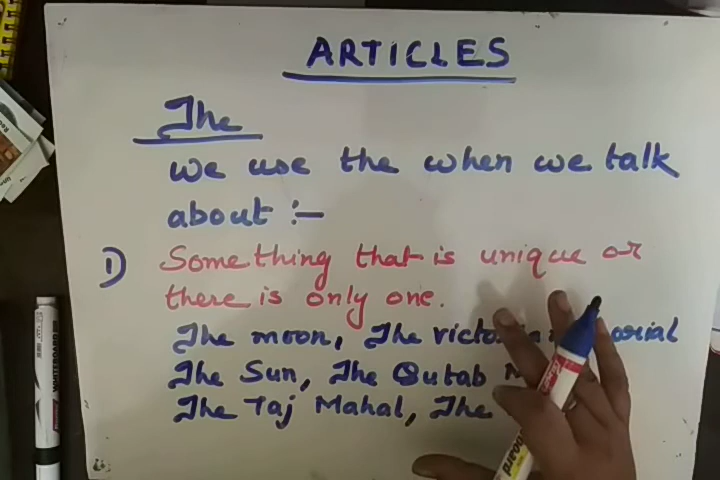 ARTICLES
The
We use the when we talk
about :-
1) Something that is unique or
there is only one.
The moon, The
The Sun, The Qutab
The Taj Mahal, The